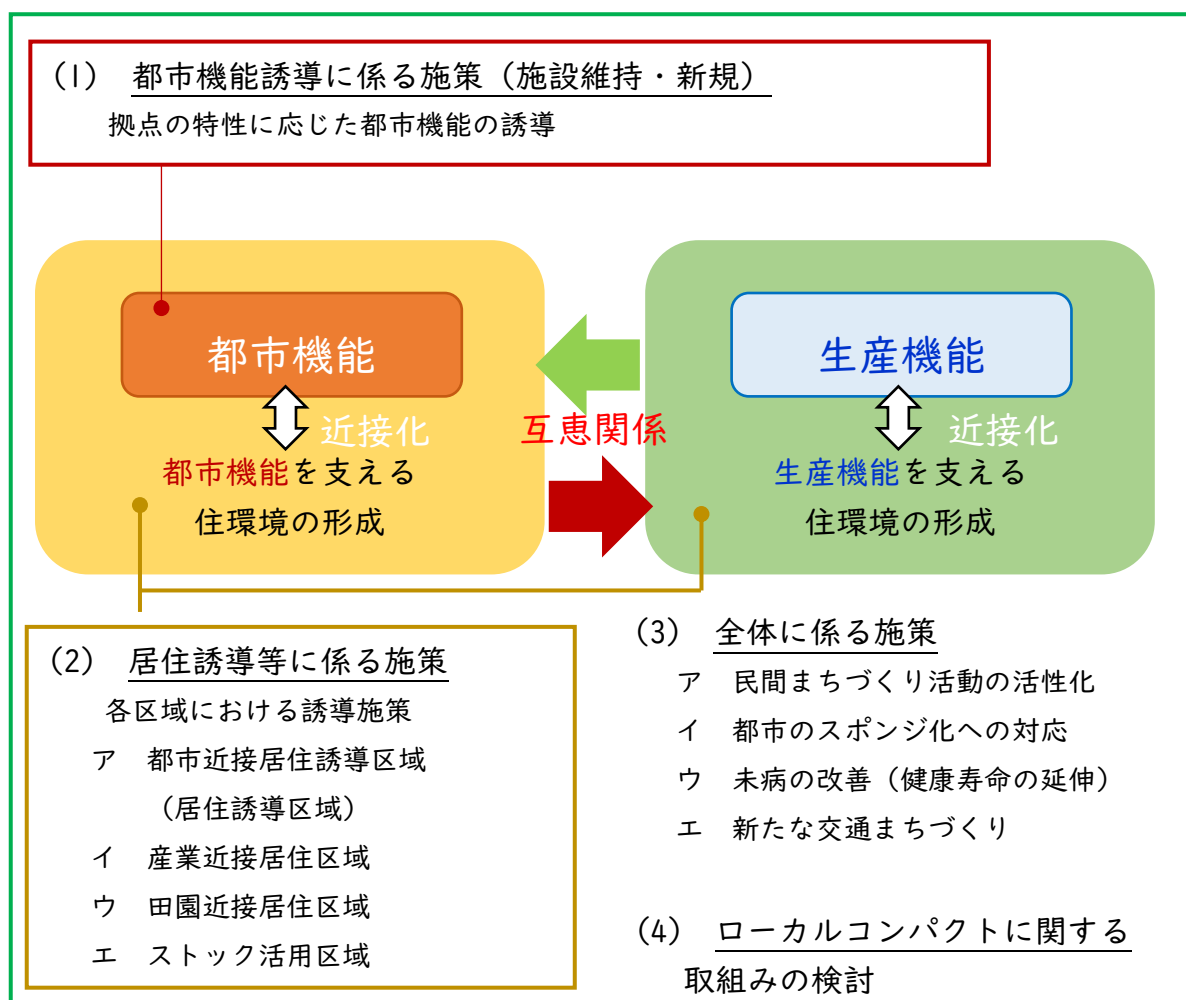 (1) 都市機能誘導に係る施策（施設維持・新規）
拠点の特性に応じた都市機能の誘導
都市機能
近接化
都市機能を支える
住環境の形成
互恵関係
生産機能
近接化
生産機能を支える
住環境の形成
(2) 居住誘導等に係る施策
各区域における誘導施策
ア 都市近接居住誘導区域
（居住誘導区域）
イ 産業近接居住区域
ウ 田園近接居住区域
エ ストック活用区域
(3) 全体に係る施策
ア 民間まちづくり活動の活性化
イ 都市のスポンジ化への対応
ウ 未病の改善（健康寿命の延伸）
エ 新たな交通まちづくり
(4) ローカルコンパクトに関する
取組みの検討